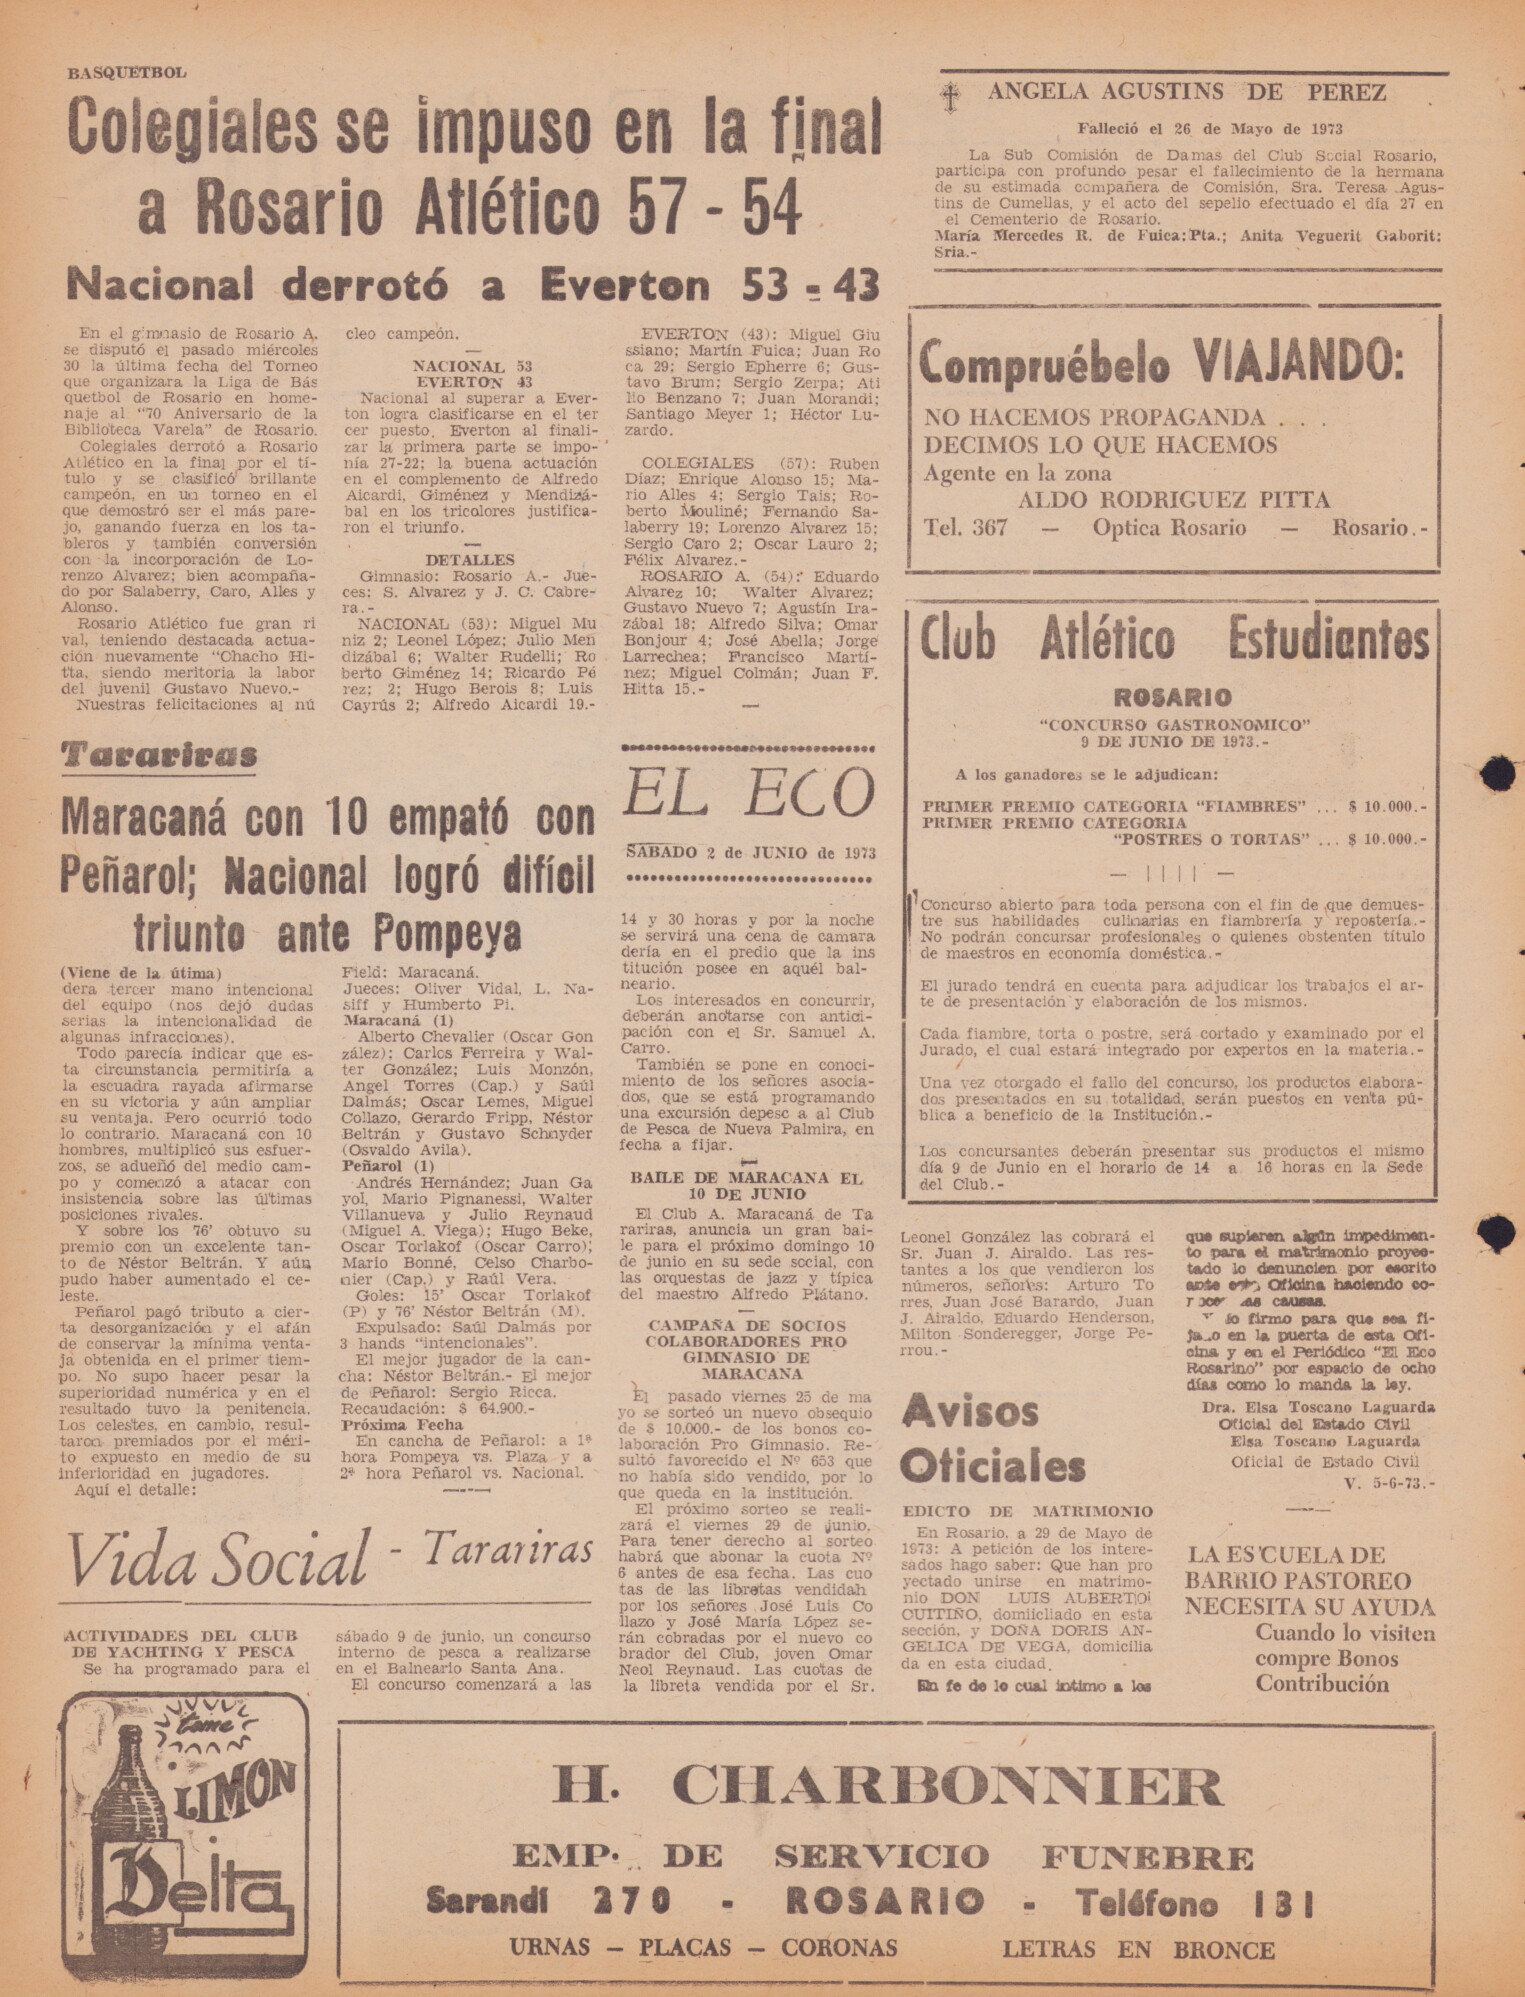 BASQUETBOL
Colegiales se impuso en la final
a Rosario Atlético 57 - 54
Nacional derrotó a Everton 53 - 43
En el gimnasio de Rosario A.
se disputó el pasado miércoles
30 la última fecha del Torneo
que organizara la Liga de Bás
quetbol de Rosario en home-
naje al "70 Aniversario de la
Biblioteca Varela" de Rosario.
Colegiales derrotó a Rosario
Atlético en la final por el tí-
tulo y se clasificó brillante
campeón, en un torneo en el
que demostró ser el más pare-
jo, ganando fuerza en los ta-
bleros y también conversión
con la incorporación de Lo-
renzo Alvarez; bien acompaña-
do por Salaberry, Caro, Alles y
Alonso.
Rosario Atlético fue gran ri
val, teniendo destacada actua-
ción nuevamente "Chacho Hi-
tta, siendo meritoria la labor
del juvenil Gustavo Nuevo.-
Nuestras felicitaciones al nú
cleo campeón.
NACIONAL 53
EVERTON 43
Nacional al superar a Ever-
ton logra clasificarse en el ter
cer puesto. Everton al finali-
zar la primera parte se impo-
nía 27-22; la buena actuación
en el complemento de Alfredo
Aicardi, Giménez y Mendizá-
bal en los tricolores justifica-
ron el triunfo.
DETALLES
Gimnasio: Rosario A.- Jue-
ces: S. Alvarez y J. C. Cabre-
ra.-
NACIONAL (53): Miguel Mu
niz 2; Leonel López; Julio Men
dizábal 6; Walter Rudelli; Ro
berto Giménez 14; Ricardo Pé
rez; 2; Hugo Berois 8; Luis
Cayrús 2; Alfredo Aicardi 19.-
EVERTON (43): Miguel Giu
ssiano; Martín Fuica; Juan Ro
ca 29; Sergio Epherre 6; Gus-
tavo Brum; Sergio Zerpa; Ati
lio Benzano 7; Juan Morandi;
Santiago Meyer 1; Héctor Lu-
zardo.
COLEGIALES (57): Ruben
Díaz; Enrique Alonso 15; Ma-
rio Alles 4; Sergio Tais; Ro-
berto Mouliné; Fernando Sa-
laberry 19; Lorenzo Alvarez 15;
Sergio Caro 2; Oscar Lauro 2;
Félix Alvarez.-
ROSARIO A. (54): Eduardo
Alvarez 10; Walter Alvarez;
Gustavo Nuevo 7; Agustín Ira-
zábal 18; Alfredo Silva; Omar
Bonjour 4; José Abella; Jorge
Larrechea; Francisco Martí-
nez; Miguel Colmán; Juan F.
Hitta 15.-
ANGELA AGUSTINS DE PEREZ
Falleció el 26 de Mayo de 1973
La Sub Comisión de Damas del Club Social Rosario,
participa con profundo pesar el fallecimiento de la hermana
de su estimada compañera de Comisión, Sra. Teresa Agus-
tins de Cumellas, y el acto del sepelio efectuado el día 27 en
el Cementerio de Rosario.
María Mercedes R. de Fuica: Pta.; Anita Veguerit Gaborit:
Sria.-
Compruébelo VIAJANDO:
NO HACEMOS PROPAGANDA . . .
DECIMOS LO QUE HACEMOS
Agente en la zona
ALDO RODRIGUEZ PITTA
Tel. 367 — Optica Rosario — Rosario.-
Club Atlético Estudiantes
ROSARIO
"CONCURSO GASTRONOMICO"
9 DE JUNIO DE 1973.-
A los ganadores se le adjudican:
PRIMER PREMIO CATEGORIA "FIAMBRES" ... $ 10.000.-
PRIMER PREMIO CATEGORIA
"POSTRES O TORTAS" ... $ 10.000.-
Concurso abierto para toda persona con el fin de que demues-
tre sus habilidades culinarias en fiambrería y repostería.-
No podrán concursar profesionales o quienes obstenten título
de maestros en economía doméstica.-
El jurado tendrá en cuenta para adjudicar los trabajos el ar-
te de presentación y elaboración de los mismos.
Cada fiambre, torta o postre, será cortado y examinado por el
Jurado, el cual estará integrado por expertos en la materia.-
Una vez otorgado el fallo del concurso, los productos elabora-
dos presentados en su totalidad, serán puestos en venta pú-
blica a beneficio de la Institución.-
Los concursantes deberán presentar sus productos el mismo
día 9 de Junio en el horario de 14 a 16 horas en la Sede
del Club.-
Tarariras
Maracaná con 10 empató con
Peñarol; Nacional logró difícil
triunto ante Pompeya
(Viene de la útima)
dera tercer mano intencional
del equipo (nos dejó dudas
serias la intencionalidad de
algunas infracciones).
Todo parecía indicar que es-
ta circunstancia permitiría a
la escuadra rayada afirmarse
en su victoria y aún ampliar
su ventaja. Pero ocurrió todo
lo contrario. Maracaná con 10
hombres, multiplicó sus esfuer-
zos, se adueñó del medio cam-
po y comenzó a atacar con
insistencia sobre las últimas
posiciones rivales.
Y sobre los 76' obtuvo su
premio con un excelente tan-
to de Néstor Beltrán. Y aún
pudo haber aumentado el ce-
leste.
Peñarol pagó tributo a cier-
ta desorganización y el afán
de conservar la mínima venta-
já obtenida en el primer tiem-
po. No supo hacer pesar la
superioridad numérica y en el
resultado tuvo la penitencia.
Los celestes, en cambio, resul-
taron premiados por el méri-
to expuesto en medio de su
inferioridad en jugadores.
Aquí el detalle:
Field: Maracaná.
Jueces: Oliver Vidal, L. Na-
siff y Humberto Pi.
Maracaná (1)
Alberto Chevalier (Oscar Gon
zález); Carlos Ferreira y Wal-
ter González; Luis Monzón,
Angel Torres (Cap.) y Saúl
Dalmás; Oscar Lemes, Miguel
Collazo, Gerardo Fripp, Néstor
Beltrán y Gustavo Schnyder
(Osvaldo Avila).
Peñarol (1)
Andrés Hernández; Juan Ga
yol, Mario Pignanessi, Walter
Villanueva y Julio Reynaud
(Miguel A. Viega); Hugo Beke,
Oscar Torlakof (Oscar Carro);
Mario Bonné, Celso Charbo-
nier (Cap.) y Raúl Vera.
Goles: 15' Oscar Torlakof
(P) y 76' Néstor Beltrán (M).
Expulsado: Saúl Dalmás por
3 hands "intencionales".
El mejor jugador de la can-
cha: Néstor Beltrán.- El mejor
de Peñarol: Sergio Ricca.
Recaudación: $ 64.900.-
Próxima Fecha
En cancha de Peñarol: a 1ª
hora Pompeya vs. Plaza y a
2ª hora Peñarol vs. Nacional.
EL ECO
SABADO 2 de JUNIO de 1973
14 y 30 horas y por la noche
se servirá una cena de camara
dería en el predio que la ins
titución posee en aquél bal-
neario.
Los interesados en concurrir,
deberán anotarse con antici-
pación con el Sr. Samuel A.
Carro.
También se pone en conoci-
miento de los señores asocia-
dos, que se está programando
una excursión depesc a al Club
de Pesca de Nueva Palmira, en
fecha a fijar.
BAILE DE MARACANA EL
10 DE JUNIO
El Club A. Maracaná de Ta
rariras, anuncia un gran bai-
le para el próximo domingo 10
de junio en su sede social, con
las orquestas de jazz y típica
del maestro Alfredo Plátano.
CAMPAÑA DE SOCIOS
COLABORADORES PRO
GIMNASIO DE
MARACANA
El pasado viernes 25 de ma
yo se sorteó un nuevo obsequio
de $ 10.000.- de los bonos co-
laboración Pro Gimnasio. Re-
sultó favorecido el Nº 653 que
no había sido vendido, por lo
que queda en la institución.
El próximo sorteo se reali-
zará el viernes 29 de junio.
Para tener derecho al sorteo
habrá que abonar la cuota Nº
6 antes de esa fecha. Las cuo
tas de las libretas vendidah
por los señores José Luis Co
llazo y José María López se-
rán cobradas por el nuevo co
brador del Club, joven Omar
Neol Reynaud. Las cuotas de
la libreta vendida por el Sr.
Leonel González las cobrará el
Sr. Juan J. Airaldo. Las res-
tantes a los que vendieron los
números, señores: Arturo To
rres, Juan José Barardo, Juan
J. Airaldo, Eduardo Henderson,
Milton Sonderegger, Jorge Pe-
rrou.-
Vida Social - Tarariras
ACTIVIDADES DEL CLUB
DE YACHTING Y PESCA
Se ha programado para el
sábado 9 de junio, un concurso
interno de pesca a realizarse
en el Balneario Santa Ana.
El concurso comenzará a las
Avisos
Oficiales
EDICTO DE MATRIMONIO
En Rosario, a 29 de Mayo de
1973: A petición de los intere-
sados hago saber: Que han pro
yectado unirse en matrimo-
nio DON LUIS ALBERTO
CUITIÑO, domiicliado en esta
sección, y DOÑA DORIS AN-
GELICA DE VEGA, domicilia
da en esta ciudad.
En fe de lo cual intimo a los
que supieren algún impedimen-
to para el matrimonio proyec-
tado lo denuncien por escrito
ante Oficina haciendo co-
causas.
lo firmo para que sea fi-
en la puerta de esta Ofi-
cina y en el Periódico "El Eco
Rosarino" por espacio de ocho
días como lo manda la ley.
Dra. Elsa Toscano Laguarda
Oficial del Estado Civil
Elsa Toscano Laguarda
Oficial de Estado Civil
V. 5-6-73.-
LA ESCUELA DE
BARRIO PASTOREO
NECESITA SU AYUDA
Cuando lo visiten
compre Bonos
Contribución
tome
LIMON
Delta
H. CHARBONNIER
EMP. DE SERVICIO FUNEBRE
Sarandí 270 - ROSARIO - Teléfono 131
URNAS — PLACAS — CORONAS LETRAS EN BRONCE